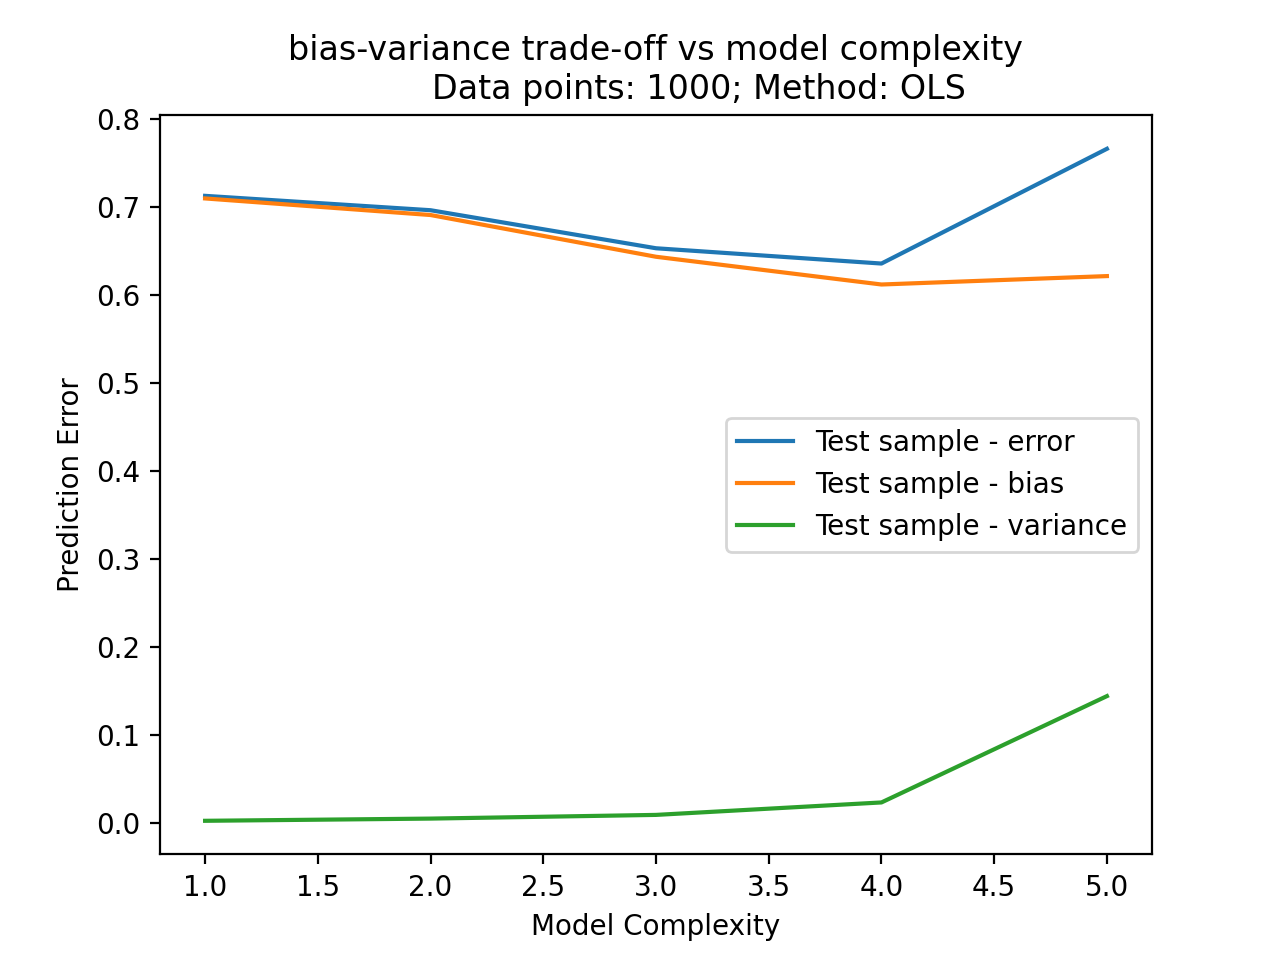 bias-variance trade-off vs model complexity
Data points: 1000; Method: OLS
0.8
0.7
0.6
0.5
0.4
0.3
0.2
0.1
0.0
Prediction Error
Test sample - error
Test sample - bias
Test sample - variance
1.0 1.5 2.0 2.5 3.0 3.5 4.0 4.5 5.0
Model Complexity